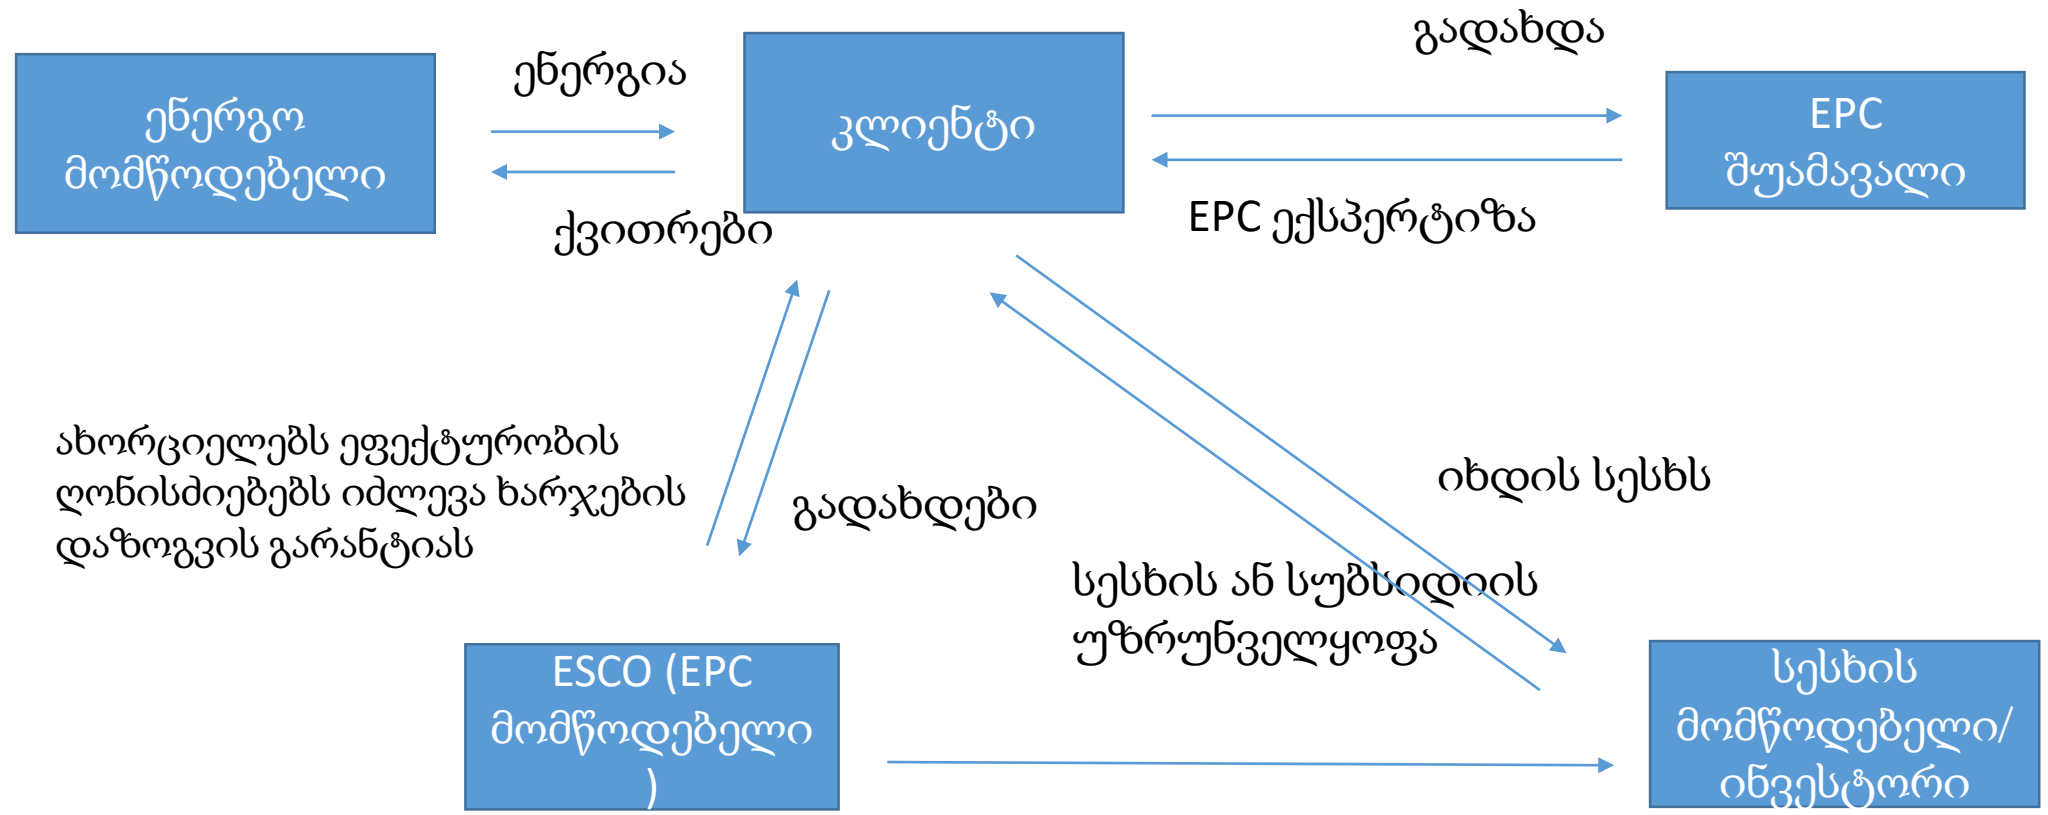 გადახდა
ენერგია
ენერგო
მომწოდებელი
კლიენტი
EPC
შუამავალი
ქვითრები
EPC ექსპერტიზა
ახორციელებს ეფექტურობის
ღონისძიებებს იძლევა ხარჯების
დაზოგვის გარანტიას
გადახდები
იხდის სესხს
სესხის ან სუბსიდიის
უზრუნველყოფა
ESCO (EPC
მომწოდებელი
)
სესხის
მომწოდებელი/
ინვესტორი